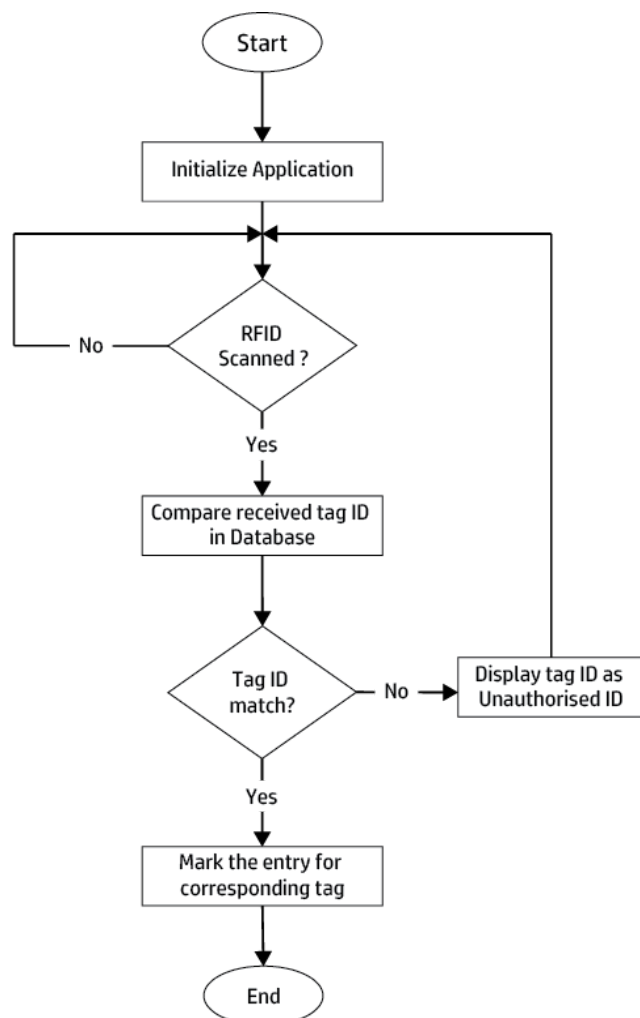 Start
Initialize Application
RFID
Scanned ?
No
Yes
Compare received tag ID
in Database
Tag ID
match?
No
Display tag ID as
Unauthorised ID
Yes
Mark the entry for
corresponding tag
End